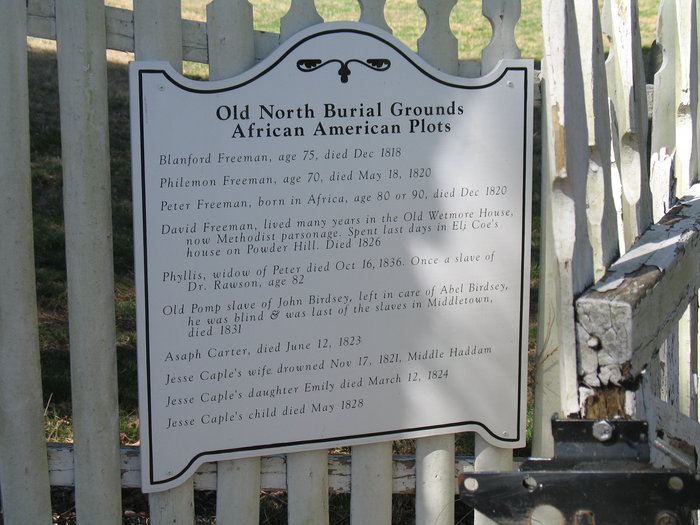 Old North Burial Grounds
African American Plots
Blanford Freeman, age 75, died Dec 1818
Philemon Freeman, age 70, died May 18, 1820
Peter Freeman, born in Africa, age 80 or 90, died Dec 1820
David Freeman, lived many years in the Old Wetmore House,
now Methodist parsonage. Spent last days in Eli Coe's
house on Powder Hill. Died 1826
Phyllis, widow of Peter died Oct 16, 1836. Once a slave of
Dr. Rawson, age 82
Old Pomp slave of John Birdsey, left in care of Abel Birdsey,
he was blind & was last of the slaves in Middletown,
died 1831
Asaph Carter, died June 12, 1823
Jesse Caple's wife drowned Nov 17, 1821, Middle Haddam
Jesse Caple's daughter Emily died March 12, 1824
Jesse Caple's child died May 1828